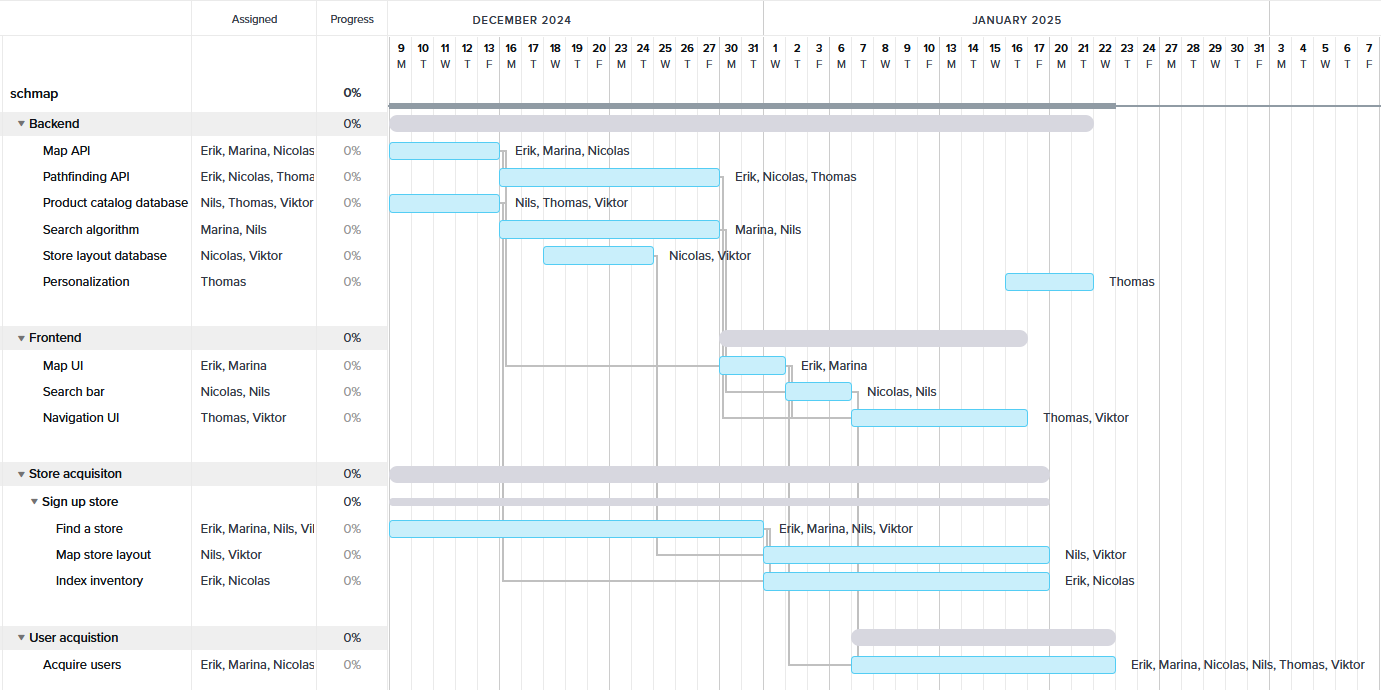 Assigned Progress DECEMBER 2024 JANUARY 2025
9 10 11 12 13 16 17 18 19 20 23 24 25 26 27 30 31 1 2 3 6 7 8 9 10 13 14 15 16 17 20 21 22 23 24 27 28 29 30 31 3 4 5 6 7
M T W T F M T W T F M T W T F M T W T F M T W T F M T W T F M T W T F M T W T F M T W T F
schmap 0%
Backend 0%
Map API Erik, Marina, Nicolas 0% Erik, Marina, Nicolas
Pathfinding API Erik, Nicolas, Thoma 0% Erik, Nicolas, Thomas
Product catalog database Nils, Thomas, Viktor 0% Nils, Thomas, Viktor
Search algorithm Marina, Nils 0% Marina, Nils
Store layout database Nicolas, Viktor 0% Nicolas, Viktor
Personalization Thomas 0% Thomas
Frontend 0%
Map UI Erik, Marina 0% Erik, Marina
Search bar Nicolas, Nils 0% Nicolas, Nils
Navigation UI Thomas, Viktor 0% Thomas, Viktor
Store acquisiton 0%
Sign up store 0%
Find a store Erik, Marina, Nils, Vil 0% Erik, Marina, Nils, Viktor
Map store layout Nils, Viktor 0% Nils, Viktor
Index inventory Erik, Nicolas 0% Erik, Nicolas
User acquistion 0%
Acquire users Erik, Marina, Nicolas 0% Erik, Marina, Nicolas, Nils, Thomas, Viktor